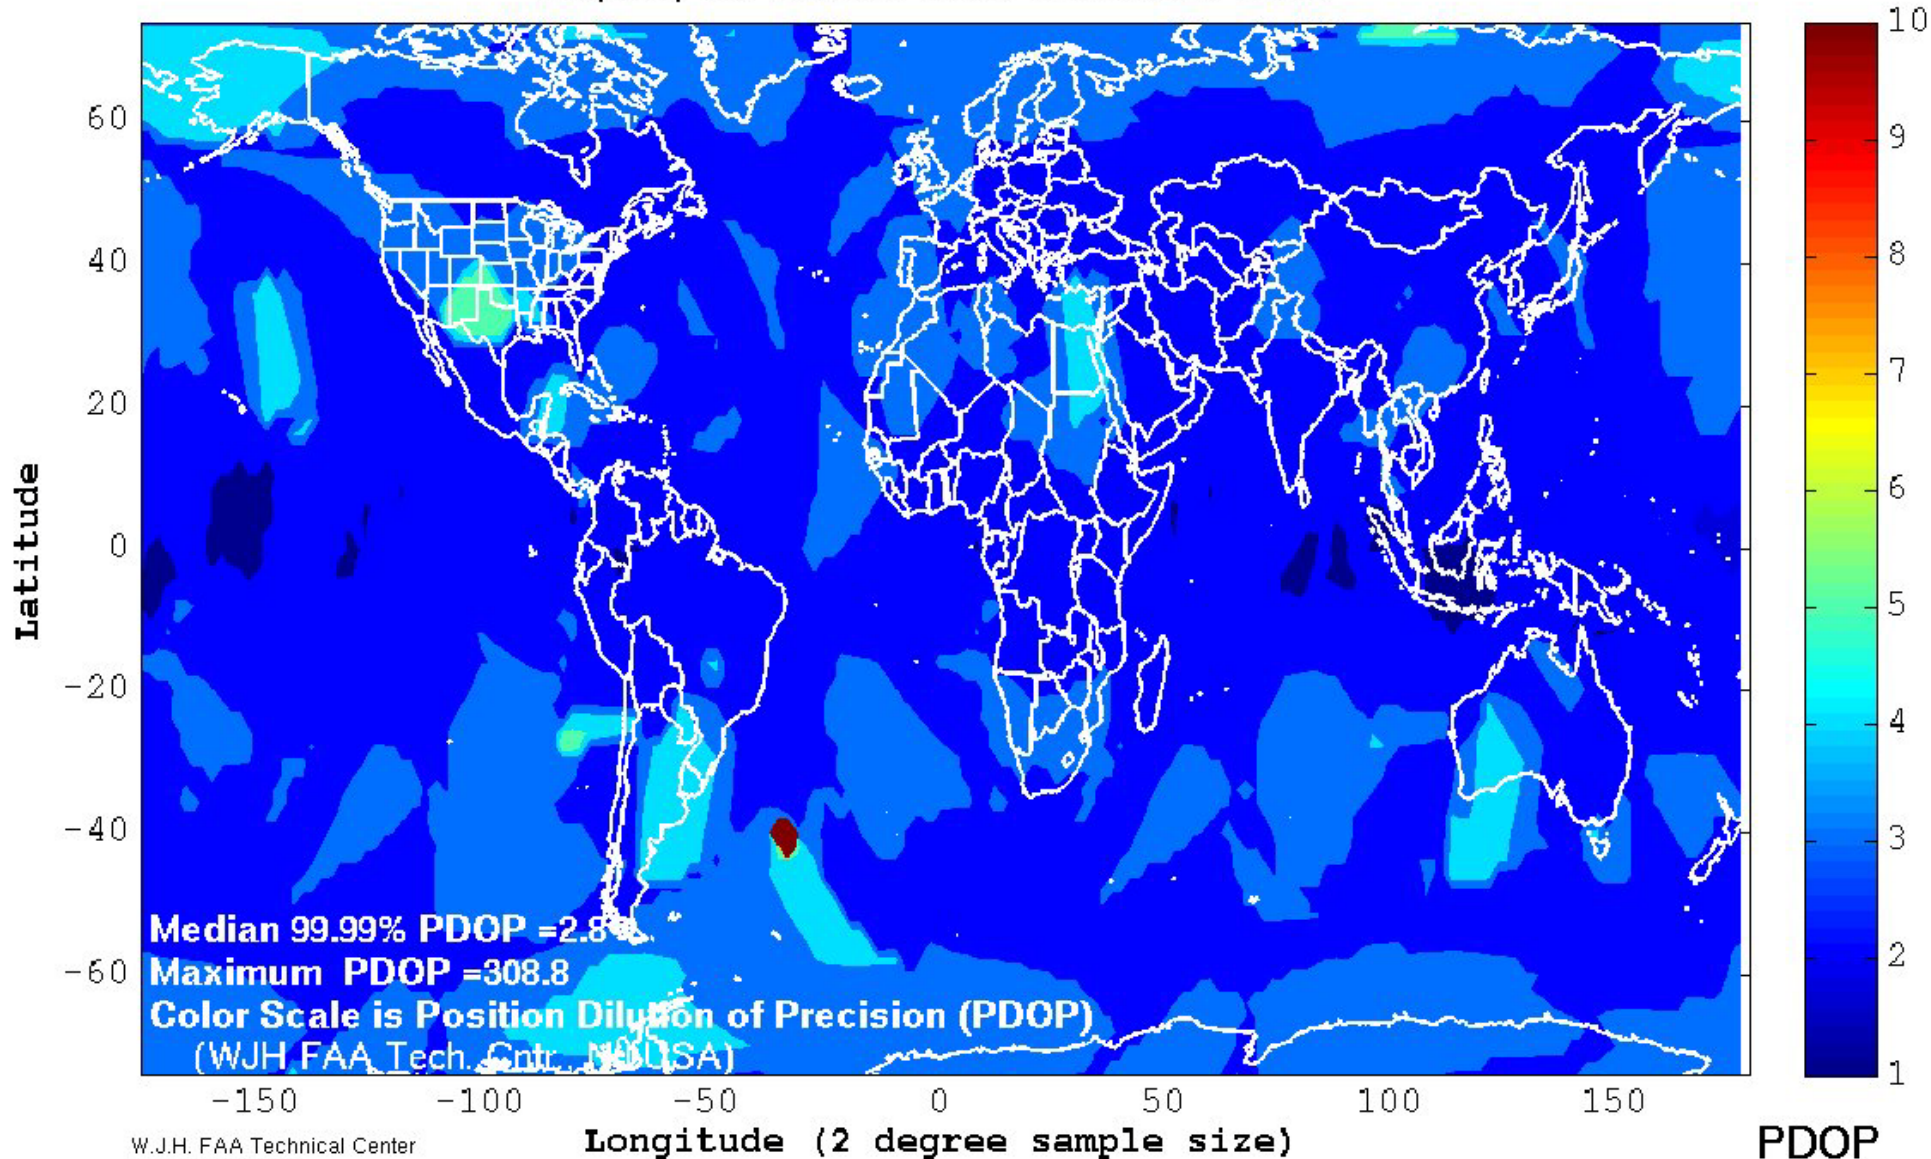 10
9
8
7
6
5
4
3
2
1
PDOP
60
40
20
0
-20
-40
-60
Latitude
Median 99.99% PDOP =2.8
Maximum PDOP =308.8
Color Scale is Position Dilution of Precision (PDOP)
(WJH FAA Tech. Cntr. USA)
-150 -100 -50 0 50 100 150
Longitude (2 degree sample size)
W.J.H. FAA Technical Center